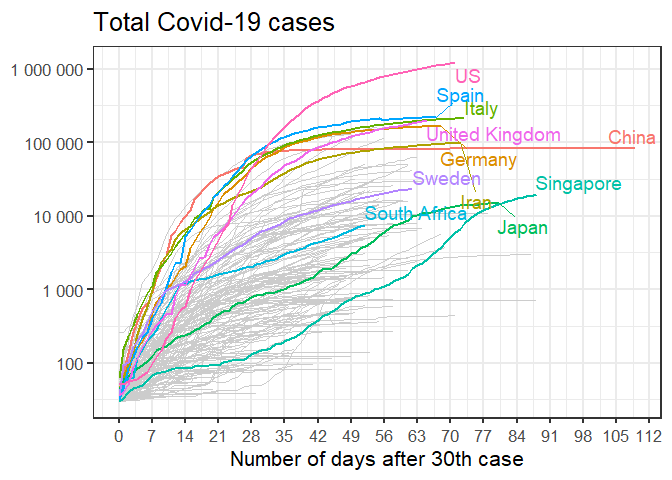 Total Covid-19 cases
1 000 000
100 000
10 000
1 000
100
US
Spain
Italy
United Kingdom
China
Germany
Sweden
Singapore
Iran
South Africa
Japan
0 7 14 21 28 35 42 49 56 63 70 77 84 91 98 105 112
Number of days after 30th case